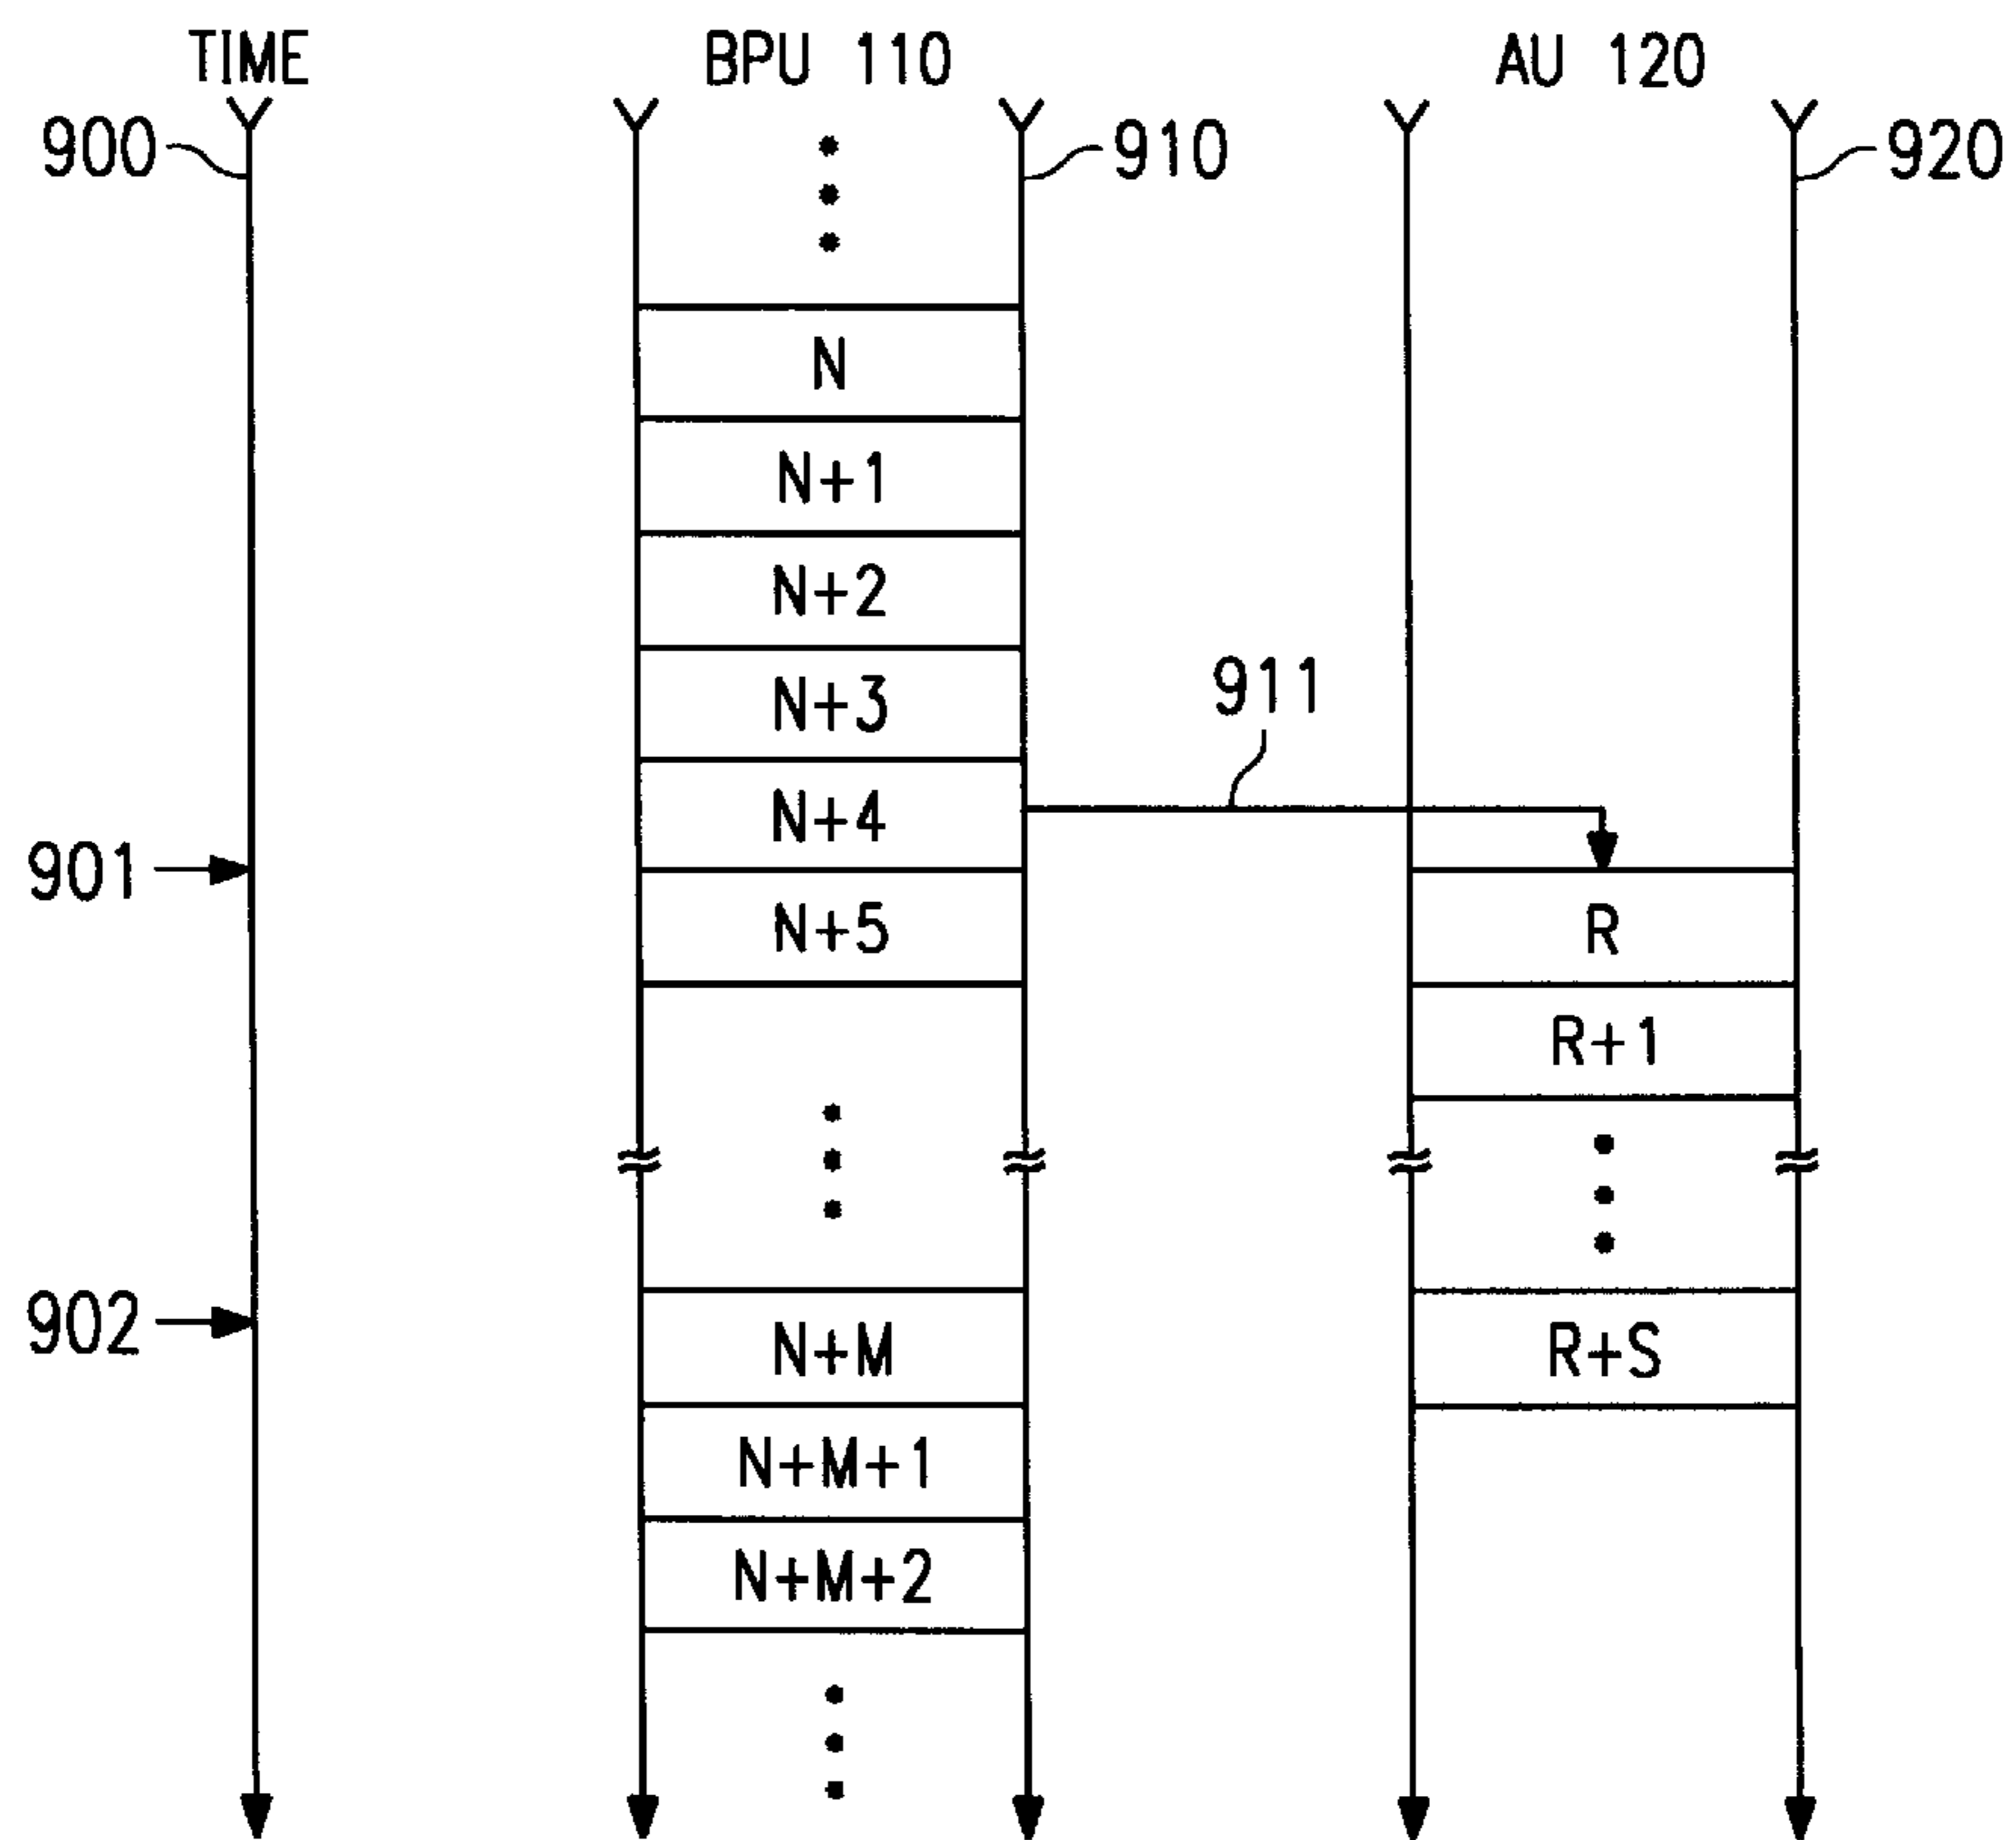 TIME BPU 110 AU 120
900 910 920
N
N+1
N+2
N+3
911
N+4
901
N+5 R
R+1
902
N+M R+S
N+M+1
N+M+2